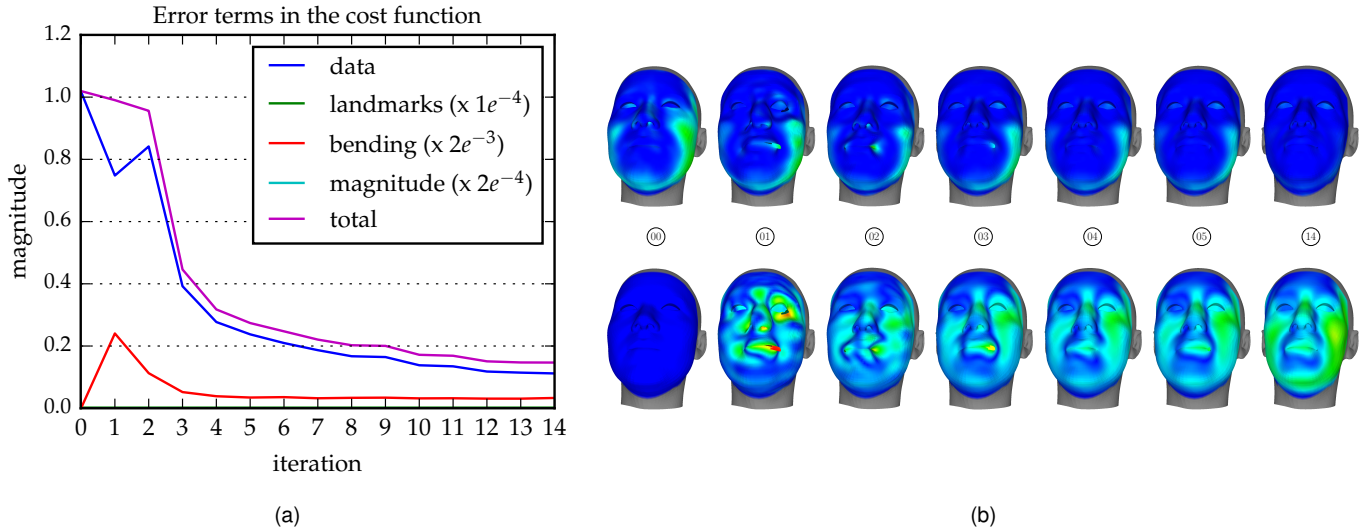 Error terms in the cost function
1.2
1.0
0.8
0.6
0.4
0.2
0.0
magnitude
data
landmarks (x 1e⁻⁴)
bending (x 2e⁻³)
magnitude (x 2e⁻⁴)
total
0 1 2 3 4 5 6 7 8 9 10 11 12 13 14
iteration
(a)
00 01 02 03 04 05 14
(b)